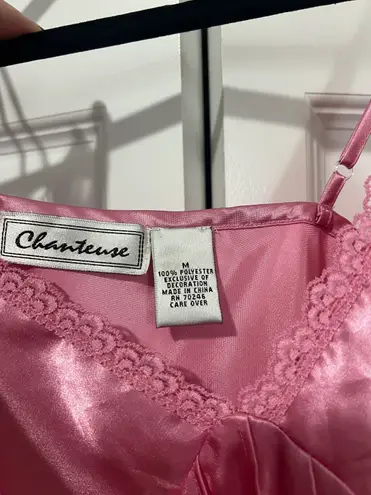 Chanteuse
M
100% POLYESTER
EXCLUSIVE OF
DECORATION
MADE IN CHINA
RN 70246
CARE OVER